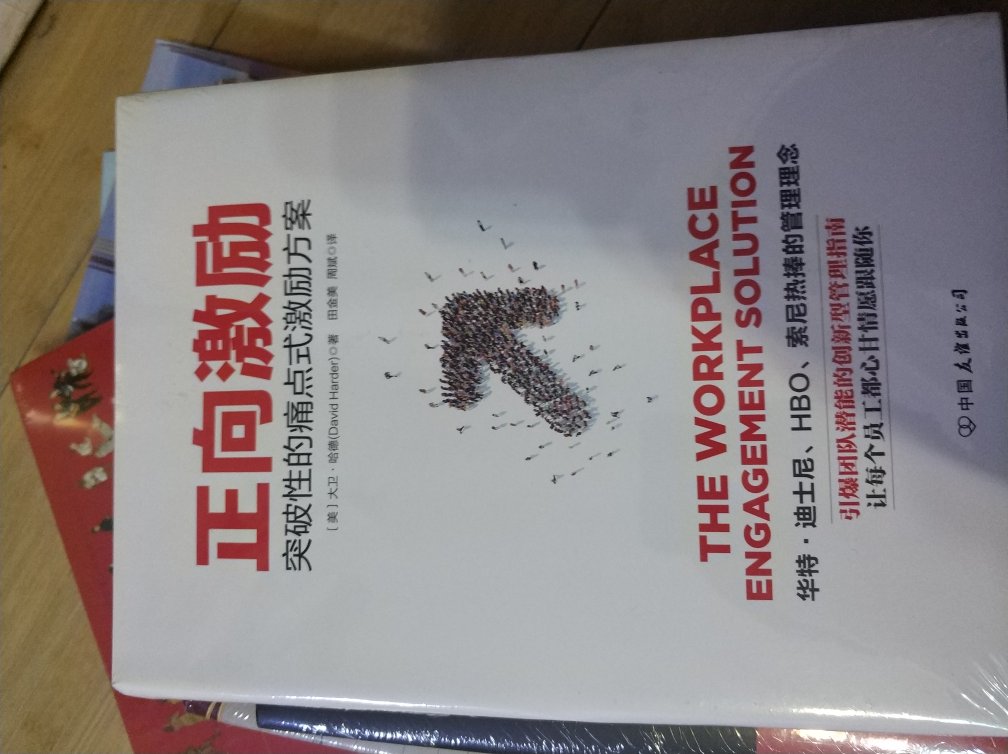 正向激励
突破性的痛点式激励方案
[美]大卫·哈德(David Harder)◎著 田金美 周斌◎译
THE WORKPLACE
ENGAGEMENT SOLUTION
华特·迪士尼、HBO、索尼热捧的管理理念
引爆团队潜能的创新型管理指南
让每个员工都心甘情愿跟随你
中国友谊出版公司